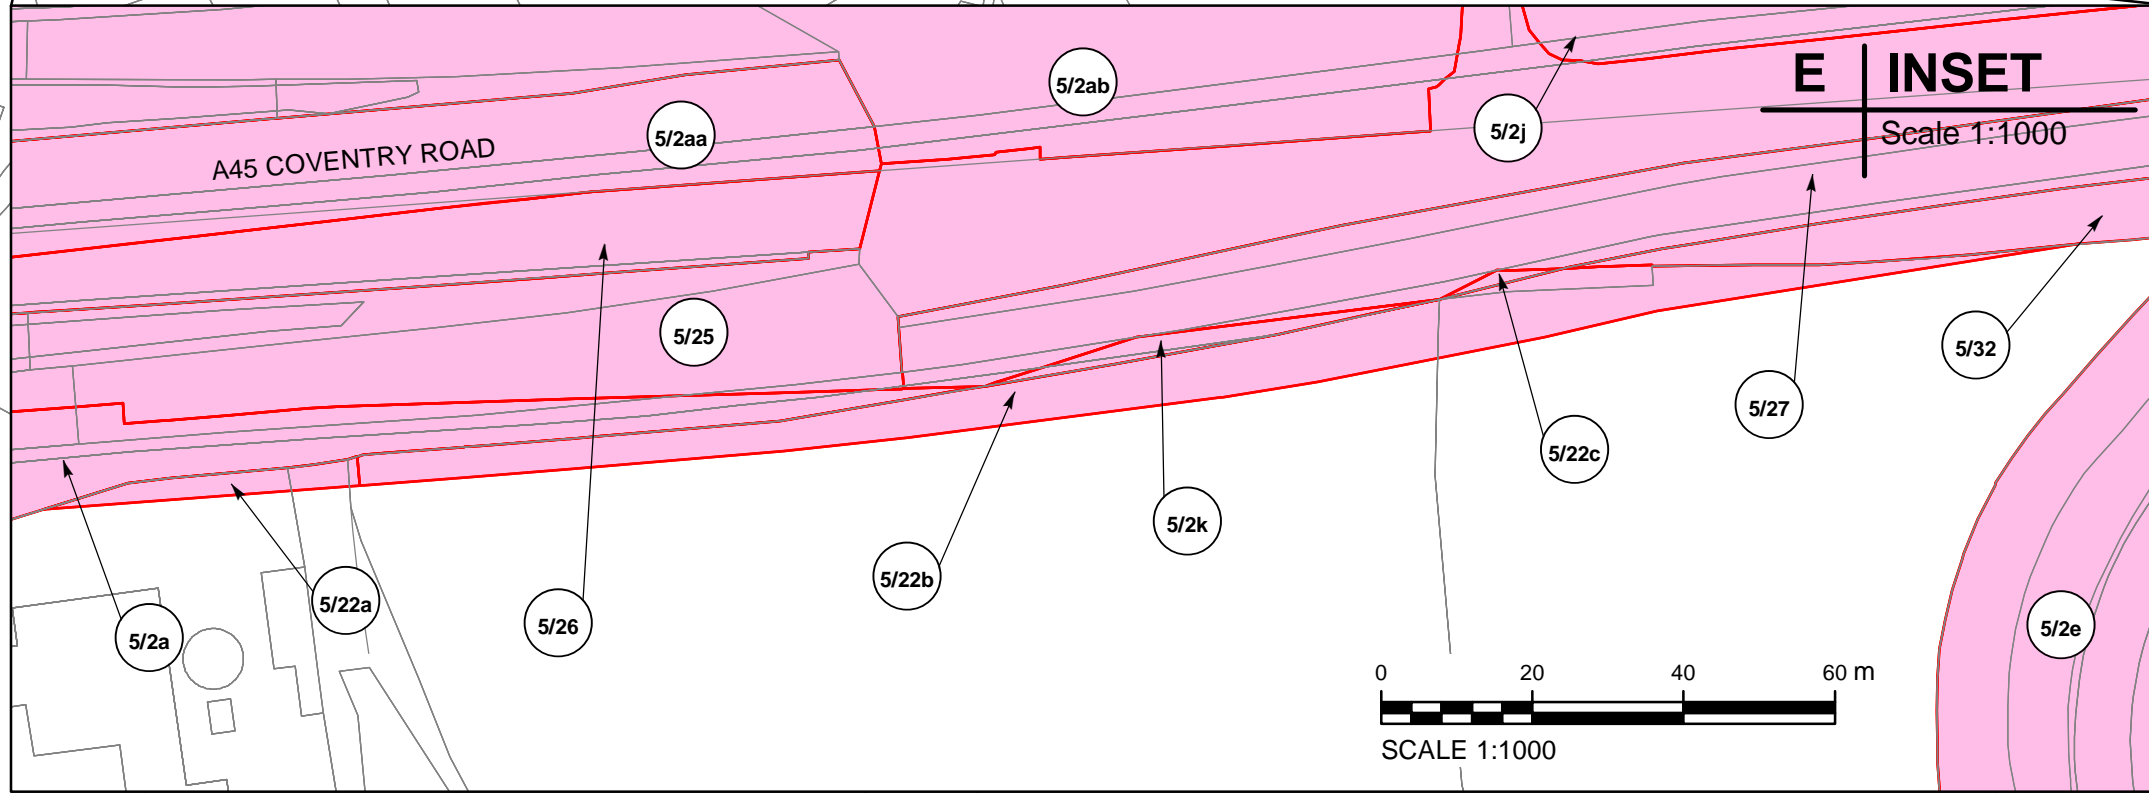 5/2ab
E INSET
Scale 1:1000
5/2aa
5/2j
A45 COVENTRY ROAD
5/25
5/32
5/27
5/22c
5/2k
5/22b
5/22a
5/26
5/2a
5/2e
0 20 40 60 m
SCALE 1:1000